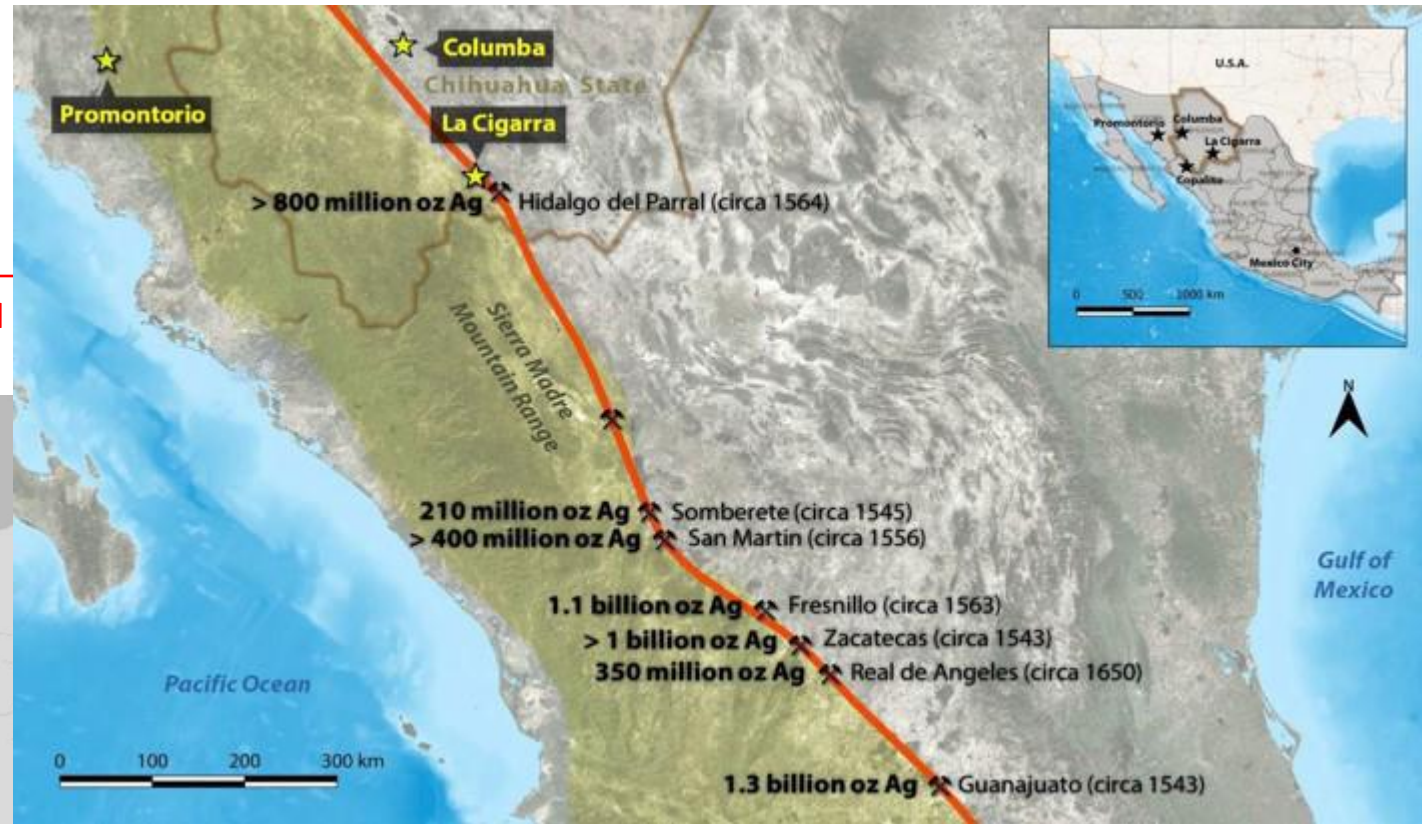 Columba
Promontorio
Chihuahua State
La Cigarra
> 800 million oz Ag Hidalgo del Parral (circa 1564)
Sierra Madre
Mountain Range
210 million oz Ag Somberete (circa 1545)
> 400 million oz Ag San Martin (circa 1556)
1.1 billion oz Ag Fresnillo (circa 1563)
> 1 billion oz Ag Zacatecas (circa 1543)
350 million oz Ag Real de Angeles (circa 1650)
1.3 billion oz Ag Guanajuato (circa 1543)
Pacific Ocean
0 100 200 300 km
Gulf of
Mexico
N
U.S.A.
Promontorio
Columba
La Cigarra
Copalito
Mexico City
0 500 1000 km